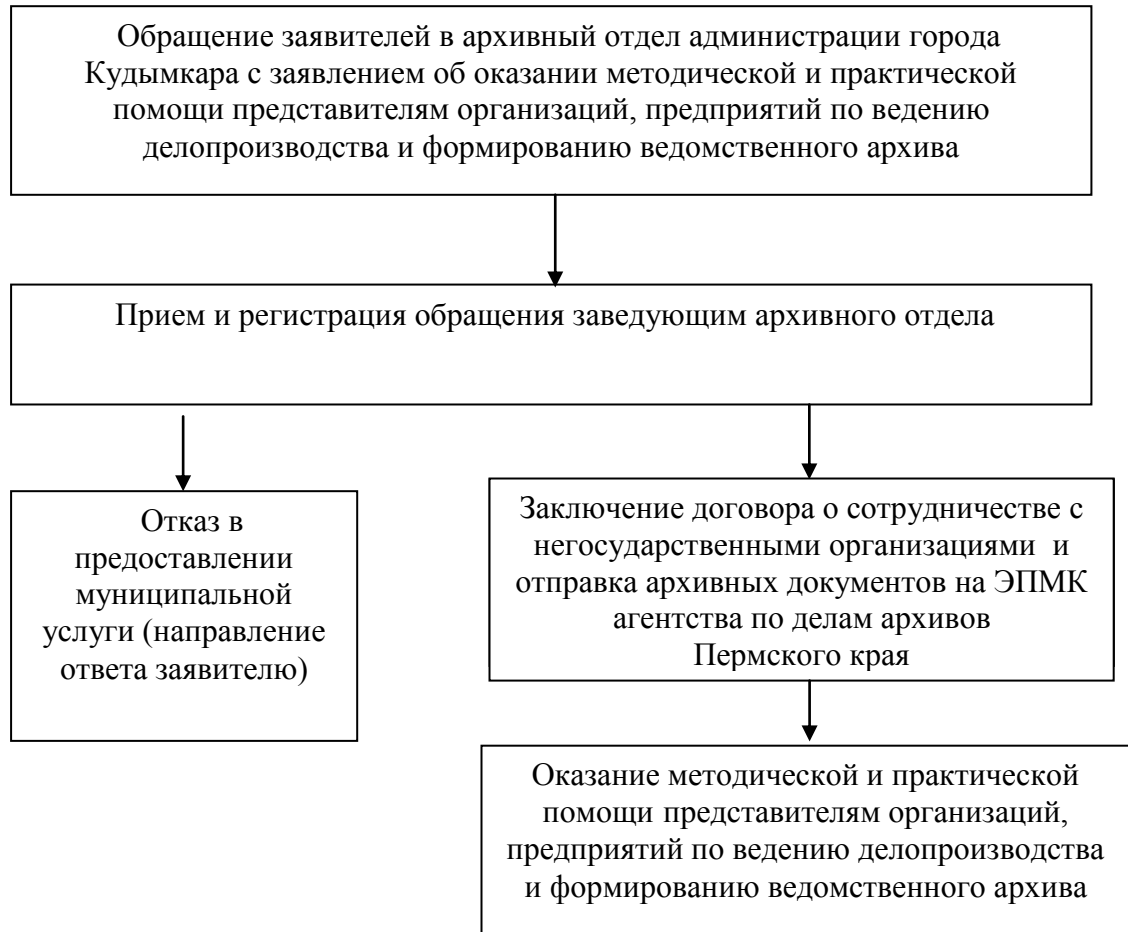 Обращение заявителей в архивный отдел администрации города
Кудымкара с заявлением об оказании методической и практической
помощи представителям организаций, предприятий по ведению
делопроизводства и формированию ведомственного архива
Прием и регистрация обращения заведующим архивного отдела
Отказ в
предоставлении
муниципальной
услуги (направление
ответа заявителю)
Заключение договора о сотрудничестве с
негосударственными организациями и
отправка архивных документов на ЭПМК
агентства по делам архивов
Пермского края
Оказание методической и практической
помощи представителям организаций,
предприятий по ведению делопроизводства
и формированию ведомственного архива